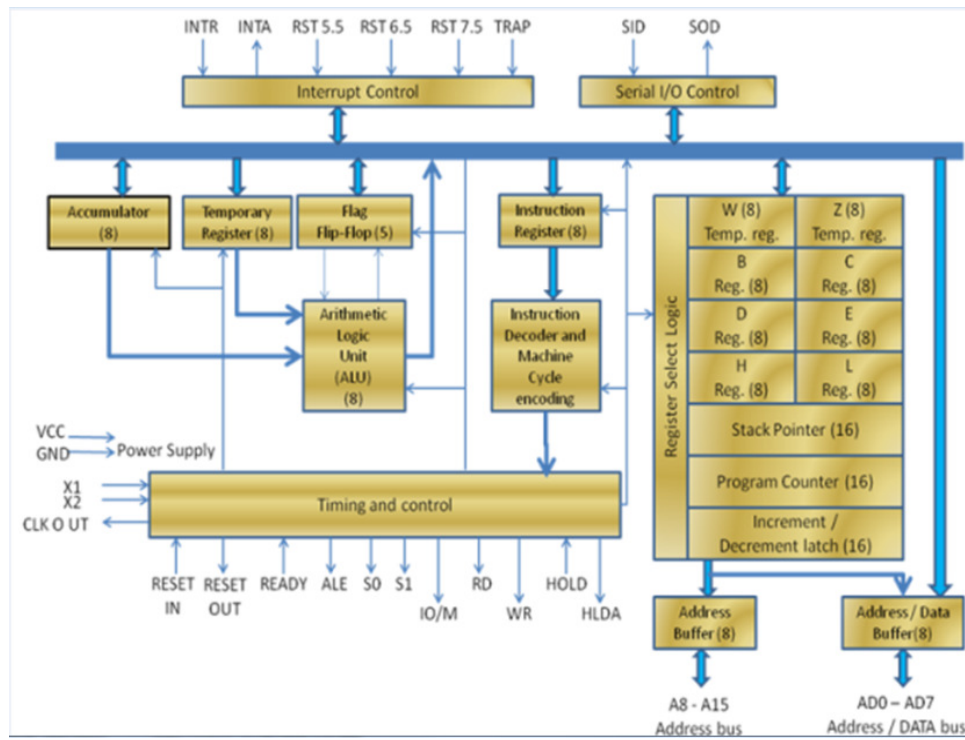 INTR INTA RST 5.5 RST 6.5 RST 7.5 TRAP SID SOD
Interrupt Control
Serial I/O Control
Accumulator
(8)
Temporary
Register (8)
Flag
Flip-Flop (5)
Instruction
Register (8)
Arithmetic
Logic
Unit
(ALU)
(8)
Instruction
Decoder and
Machine
Cycle
encoding
Register Select Logic
W (8)
Temp. reg.
Z (8)
Temp. reg.
B
Reg. (8)
C
Reg. (8)
D
Reg. (8)
E
Reg. (8)
H
Reg. (8)
L
Reg. (8)
Stack Pointer (16)
Program Counter (16)
Increment /
Decrement latch (16)
VCC
GND
Power Supply
X1
X2
CLK O UT
Timing and control
RESET
IN
RESET
OUT
READY
ALE
S0
S1
IO/M
RD
WR
HOLD
HLDA
Address
Buffer (8)
Address / Data
Buffer(8)
A8 - A15
Address bus
AD0 – AD7
Address / DATA bus